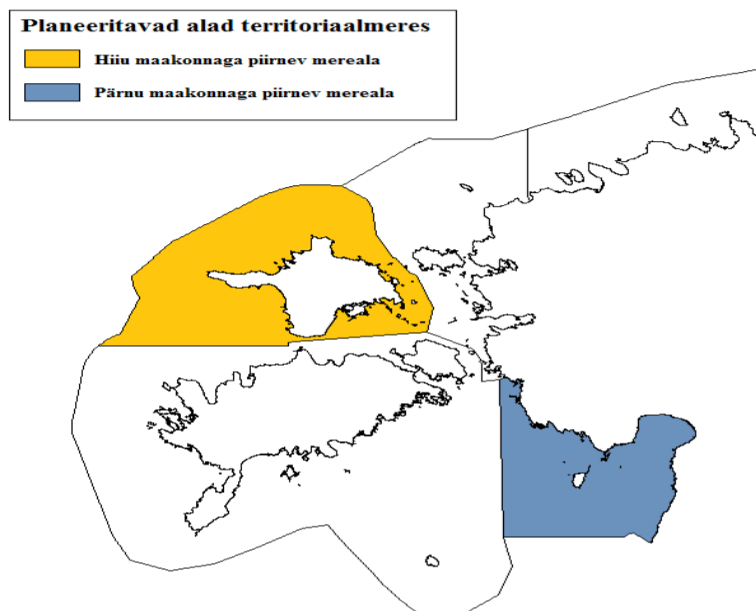 Planeeritavad alad territoriaalmeres
Hiiu maakonnaga piirnev mereala
Pärnu maakonnaga piirnev mereala